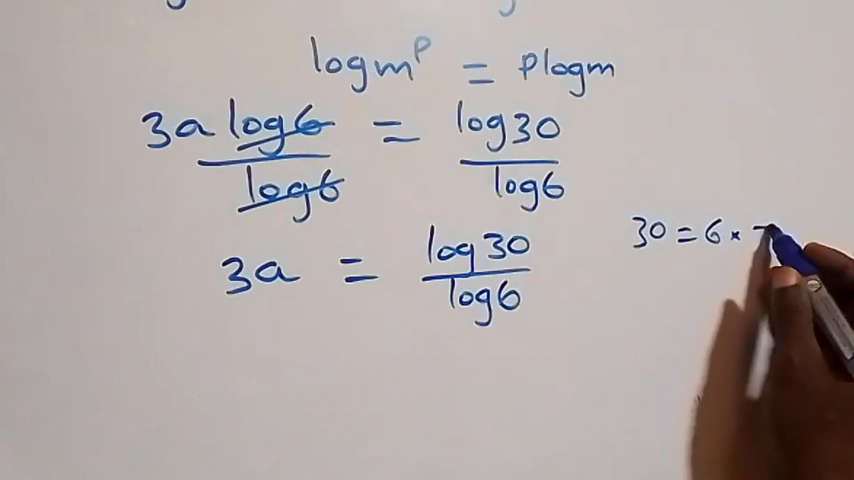 log m^p = p log m
3a log6 / log6 = log30 / log6
3a = log30 / log6
30 = 6 ×